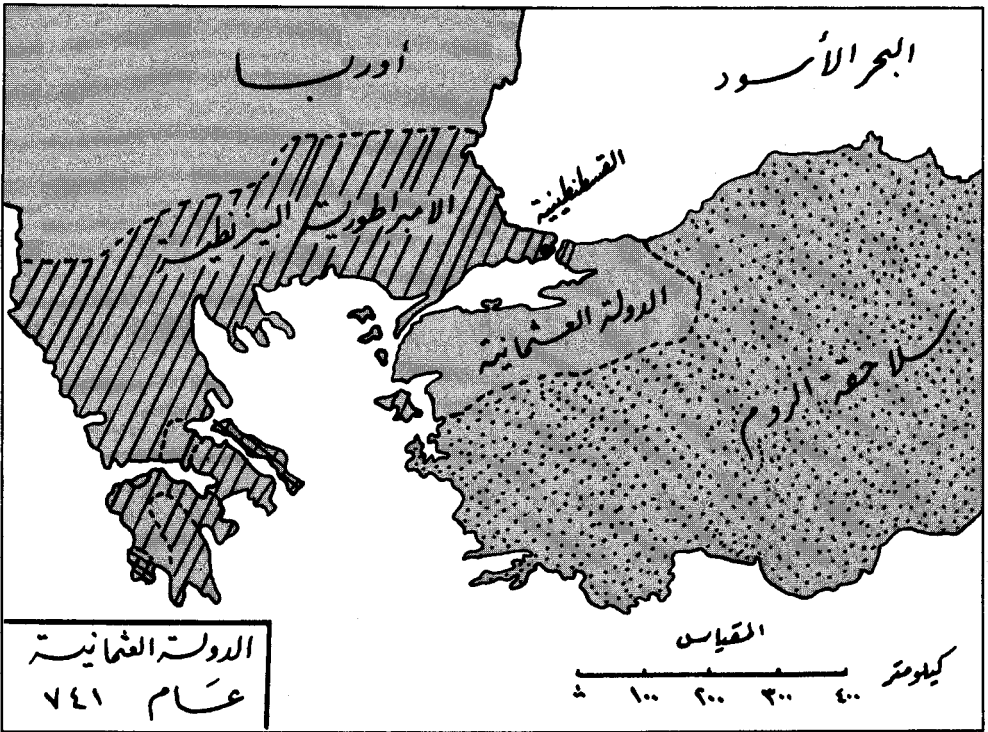 أوربا
البحر الأسود
القسطنطينية
الامبراطورية البيزنطية
الدولة العثمانية
سلاجقة الروم
الدولة العثمانية
عام ٧٤١
المقياس
كيلومتر
٤٠٠ ٣٠٠ ٢٠٠ ١٠٠